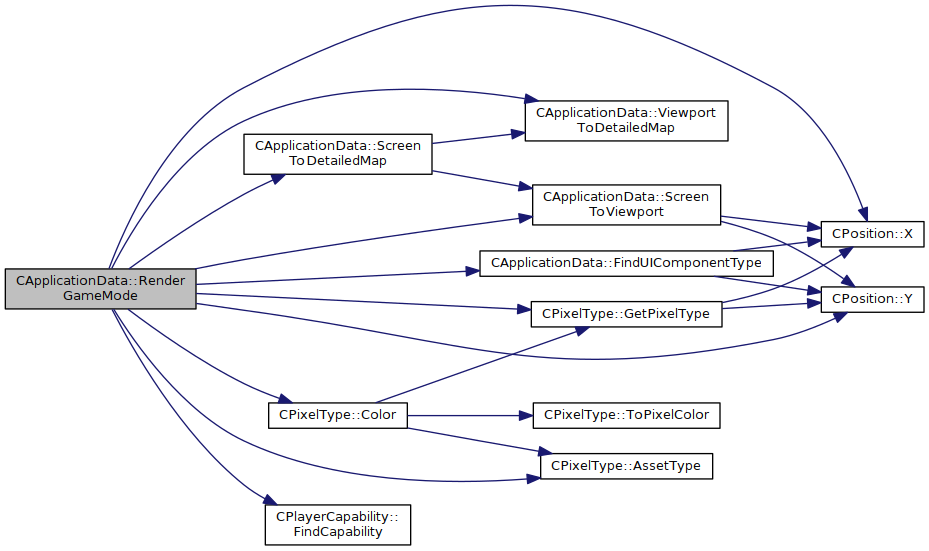 CApplicationData::Render
GameMode
CApplicationData::Screen
ToDetailedMap
CApplicationData::Viewport
ToDetailedMap
CApplicationData::Screen
ToViewport
CApplicationData::FindUIComponentType
CPixelType::GetPixelType
CPosition::X
CPosition::Y
CPixelType::Color
CPixelType::ToPixelColor
CPixelType::AssetType
CPlayerCapability::
FindCapability